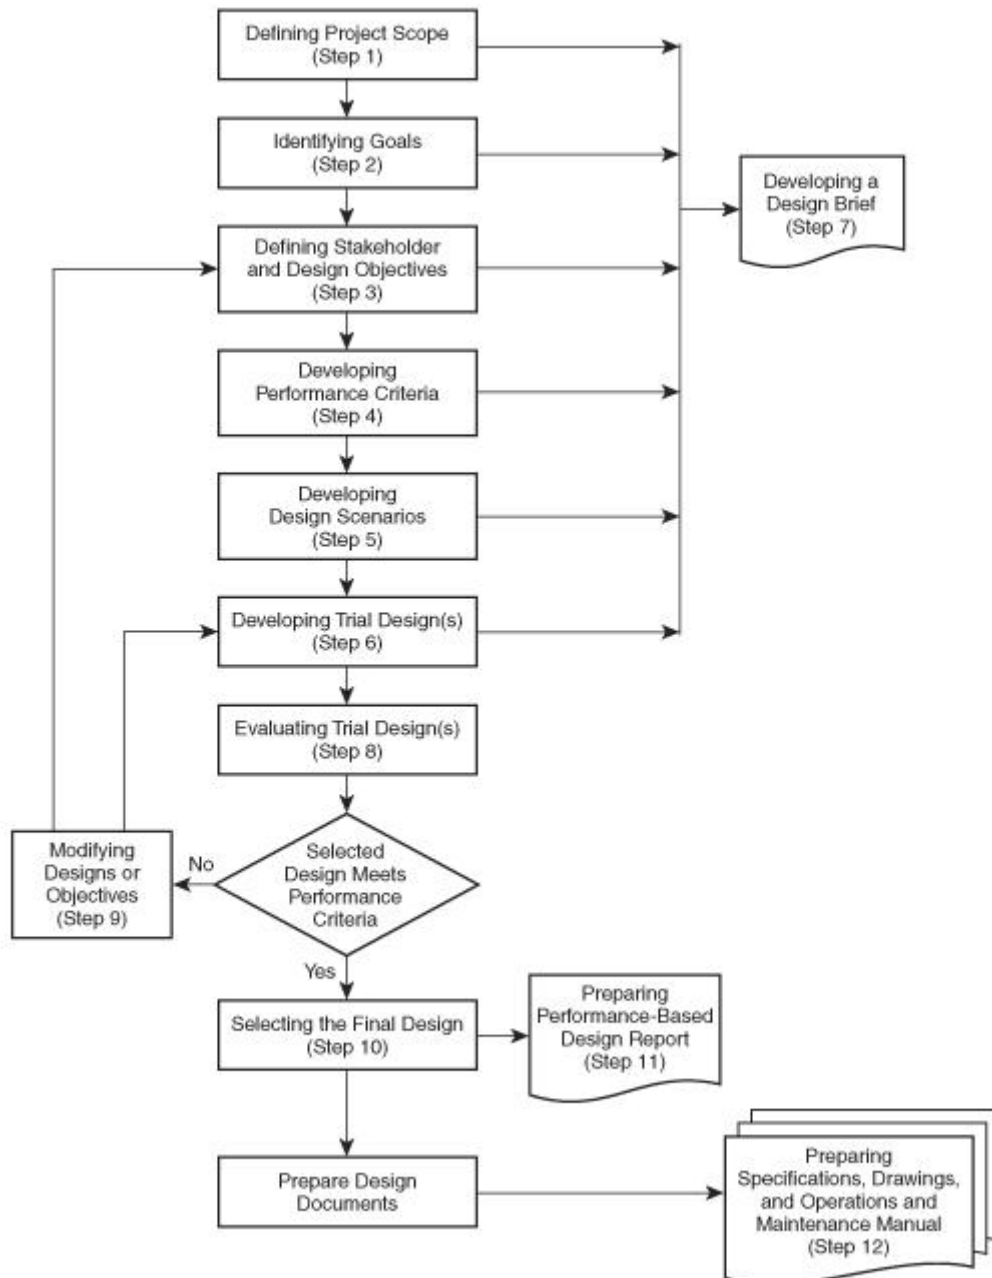 Defining Project Scope
(Step 1)
Identifying Goals
(Step 2)
Developing a
Design Brief
(Step 7)
Defining Stakeholder
and Design Objectives
(Step 3)
Developing
Performance Criteria
(Step 4)
Developing
Design Scenarios
(Step 5)
Developing Trial Design(s)
(Step 6)
Evaluating Trial Design(s)
(Step 8)
Modifying
Designs or
Objectives
(Step 9)
No
Selected
Design Meets
Performance
Criteria
Yes
Selecting the Final Design
(Step 10)
Preparing
Performance-Based
Design Report
(Step 11)
Prepare Design
Documents
Preparing
Specifications, Drawings,
and Operations and
Maintenance Manual
(Step 12)